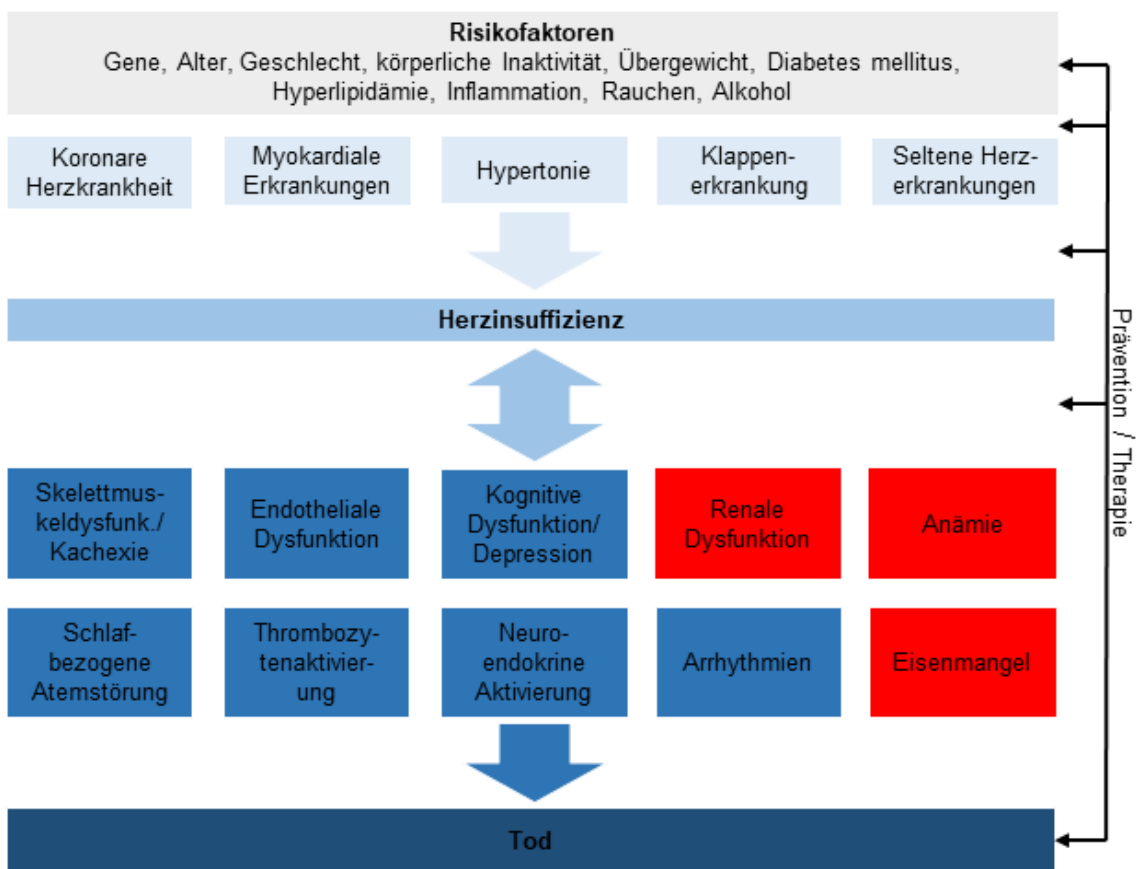 Risikofaktoren
Gene, Alter, Geschlecht, körperliche Inaktivität, Übergewicht, Diabetes mellitus,
Hyperlipidämie, Inflammation, Rauchen, Alkohol
Koronare
Herzkrankheit
Myokardiale
Erkrankungen
Hypertonie
Klappen-
erkrankung
Seltene Herz-
erkrankungen
Herzinsuffizienz
Skelettmus-
keldysfunk./
Kachexie
Endotheliale
Dysfunktion
Kognitive
Dysfunktion/
Depression
Renale
Dysfunktion
Anämie
Schlaf-
bezogene
Atemstörung
Thrombozy-
tenaktivier-
ung
Neuro-
endokrine
Aktivierung
Arrhythmien
Eisenmangel
Tod
Prävention / Therapie